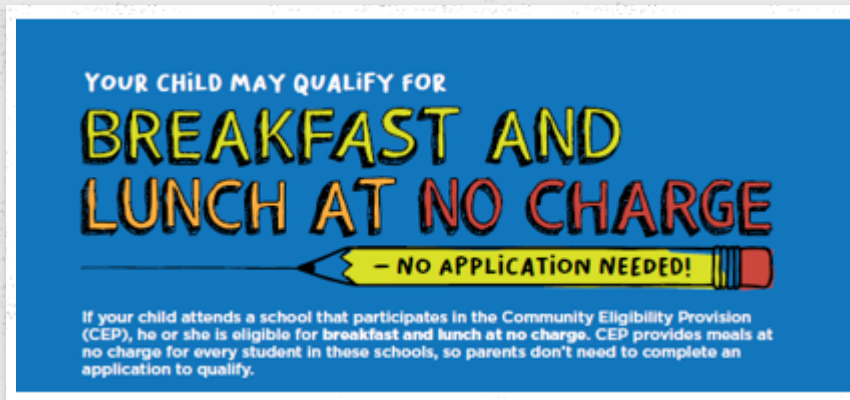 YOUR CHiLD MAY QUALiFY FOR
BREAKFAST AND
LUNCH AT NO CHARGE
– NO APPLiCATiON NEEDED!
If your child attends a school that participates in the Community Eligibility Provision
(CEP), he or she is eligible for breakfast and lunch at no charge. CEP provides meals at
no charge for every student in these schools, so parents don't need to complete an
application to qualify.